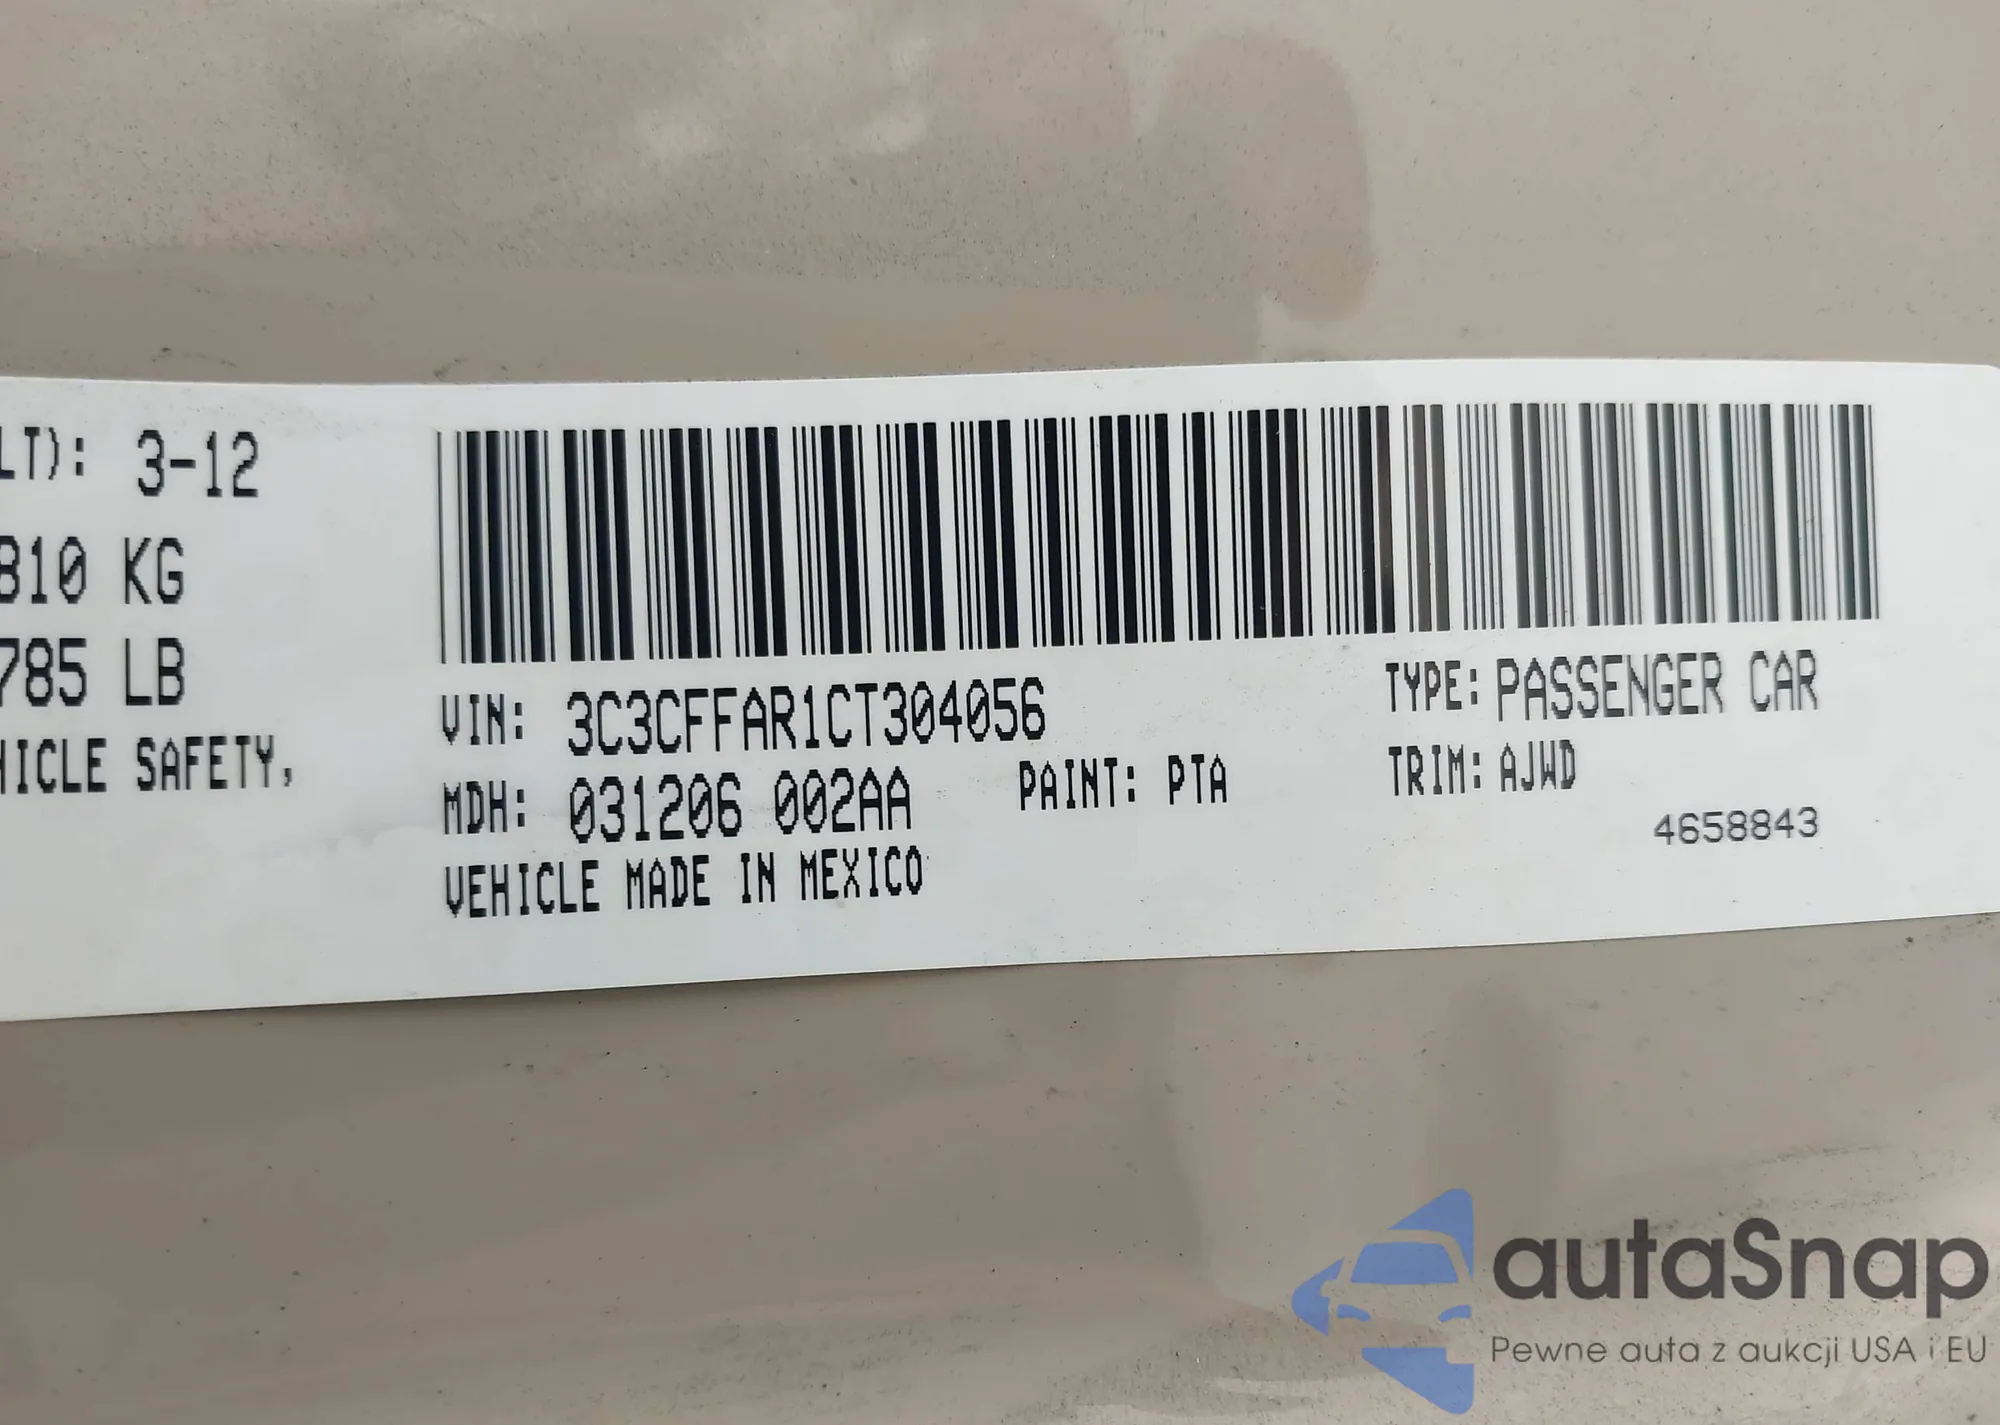 LT): 3-12
810 KG
785 LB
HICLE SAFETY,
VIN: 3C3CFFAR1CT304056
TYPE: PASSENGER CAR
MDH: 031206 002AA
PAINT: PTA
TRIM: AJWD
VEHICLE MADE IN MEXICO
4658843
autaSnap
Pewne auta z aukcji USA i EU